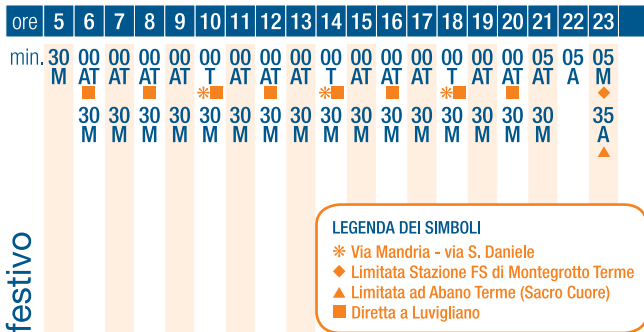 ore 5 6 7 8 9 10 11 12 13 14 15 16 17 18 19 20 21 22 23
min. 30 00 00 00 00 00 00 00 00 00 00 00 00 00 00 00 05 05 05
M AT AT AT AT T AT AT AT T AT AT AT T AT AT AT A M
30 30 30 30 30 30 30 30 30 30 30 30 30 30 30 30 35
M M M M M M M M M M M M M M M M A
festivo
LEGENDA DEI SIMBOLI
Via Mandria - via S. Daniele
Limitata Stazione FS di Montegrotto Terme
Limitata ad Abano Terme (Sacro Cuore)
Diretta a Luvigliano